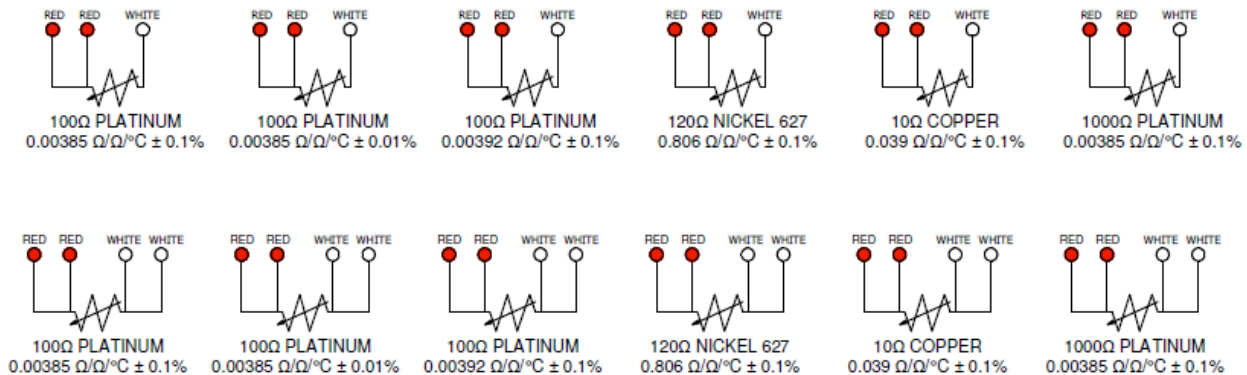 RED RED WHITE RED RED WHITE RED RED WHITE RED RED WHITE RED RED WHITE RED RED WHITE
100Ω PLATINUM 100Ω PLATINUM 100Ω PLATINUM 120Ω NICKEL 627 10Ω COPPER 1000Ω PLATINUM
0.00385 Ω/Ω/°C ± 0.1% 0.00385 Ω/Ω/°C ± 0.01% 0.00392 Ω/Ω/°C ± 0.1% 0.806 Ω/Ω/°C ± 0.1% 0.039 Ω/Ω/°C ± 0.1% 0.00385 Ω/Ω/°C ± 0.1%
RED RED WHITE WHITE RED RED WHITE WHITE RED RED WHITE WHITE RED RED WHITE WHITE RED RED WHITE WHITE RED RED WHITE WHITE
100Ω PLATINUM 100Ω PLATINUM 100Ω PLATINUM 120Ω NICKEL 627 10Ω COPPER 1000Ω PLATINUM
0.00385 Ω/Ω/°C ± 0.1% 0.00385 Ω/Ω/°C ± 0.01% 0.00392 Ω/Ω/°C ± 0.1% 0.806 Ω/Ω/°C ± 0.1% 0.039 Ω/Ω/°C ± 0.1% 0.00385 Ω/Ω/°C ± 0.1%